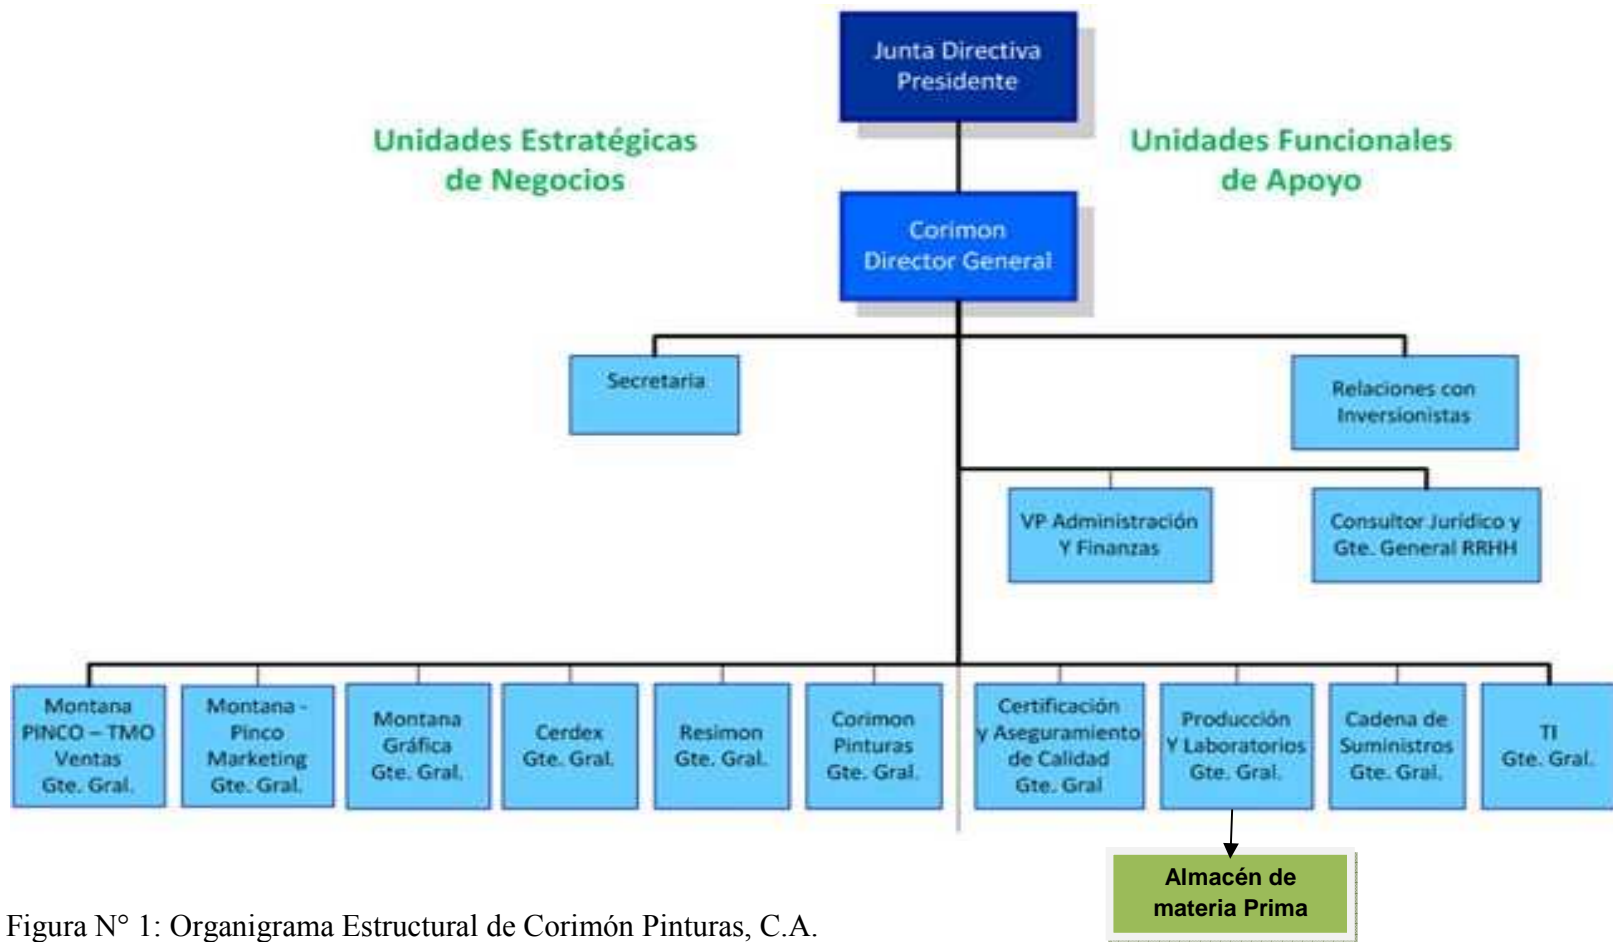 Junta Directiva
Presidente
Unidades Estratégicas
de Negocios
Unidades Funcionales
de Apoyo
Corimon
Director General
Secretaria
Relaciones con
Inversionistas
VP Administración
Y Finanzas
Consultor Jurídico y
Gte. General RRHH
Montana
PINCO – TMO
Ventas
Gte. Gral.
Montana -
Pinco
Marketing
Gte. Gral.
Montana
Gráfica
Gte. Gral.
Cerdex
Gte. Gral.
Resimon
Gte. Gral.
Corimon
Pinturas
Gte. Gral.
Certificación
y Aseguramiento
de Calidad
Gte. Gral
Producción
Y Laboratorios
Gte. Gral.
Cadena de
Suministros
Gte. Gral.
TI
Gte. Gral.
Almacén de
materia Prima
Figura N° 1: Organigrama Estructural de Corimón Pinturas, C.A.